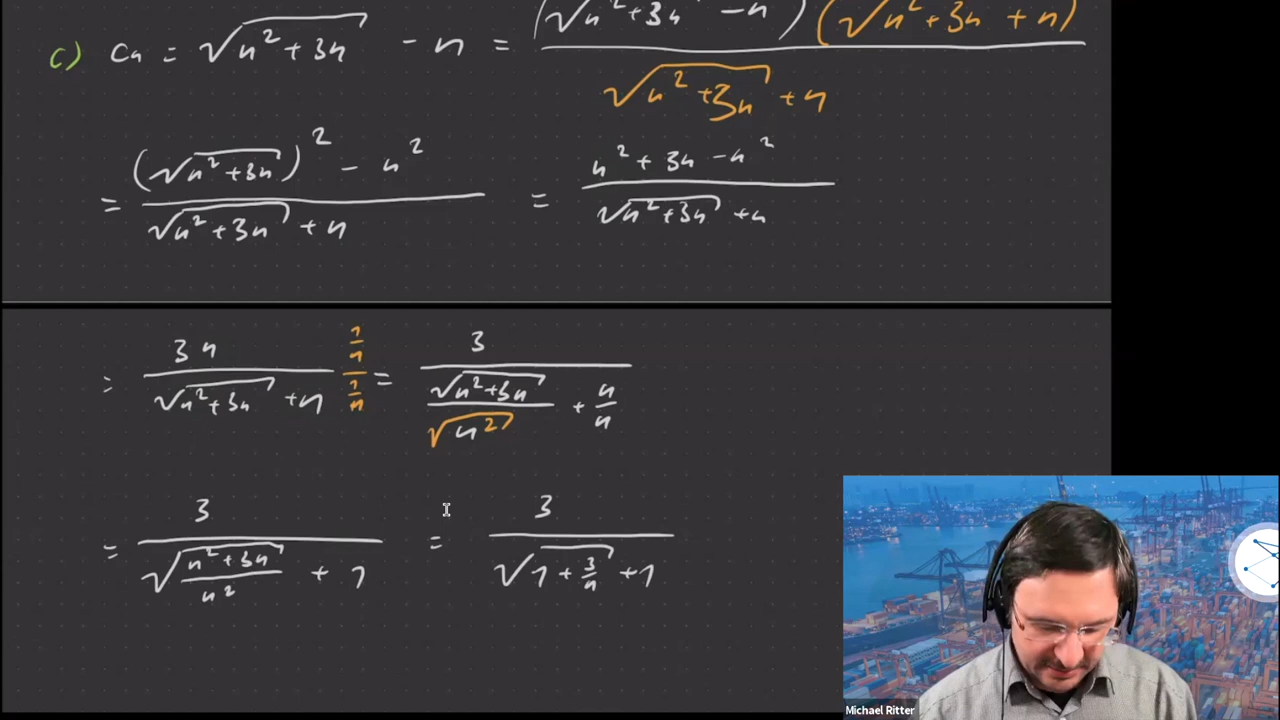 c) cn = √(n² + 3n) - n = (√(n² + 3n) - n)(√(n² + 3n + n) / √(n² + 3n) + n
= (√(n² + 3n))² - n² / √(n² + 3n) + n = n² + 3n - n² / √(n² + 3n) + n
= 3n / √(n² + 3n) + n 1/n / 1/n = 3 / √(n² + 3n) / √(n²) + n/n
= 3 / √((n² + 3n) / n²) + 1 = 3 / √(1 + 3/n) + 1
Michael Ritter